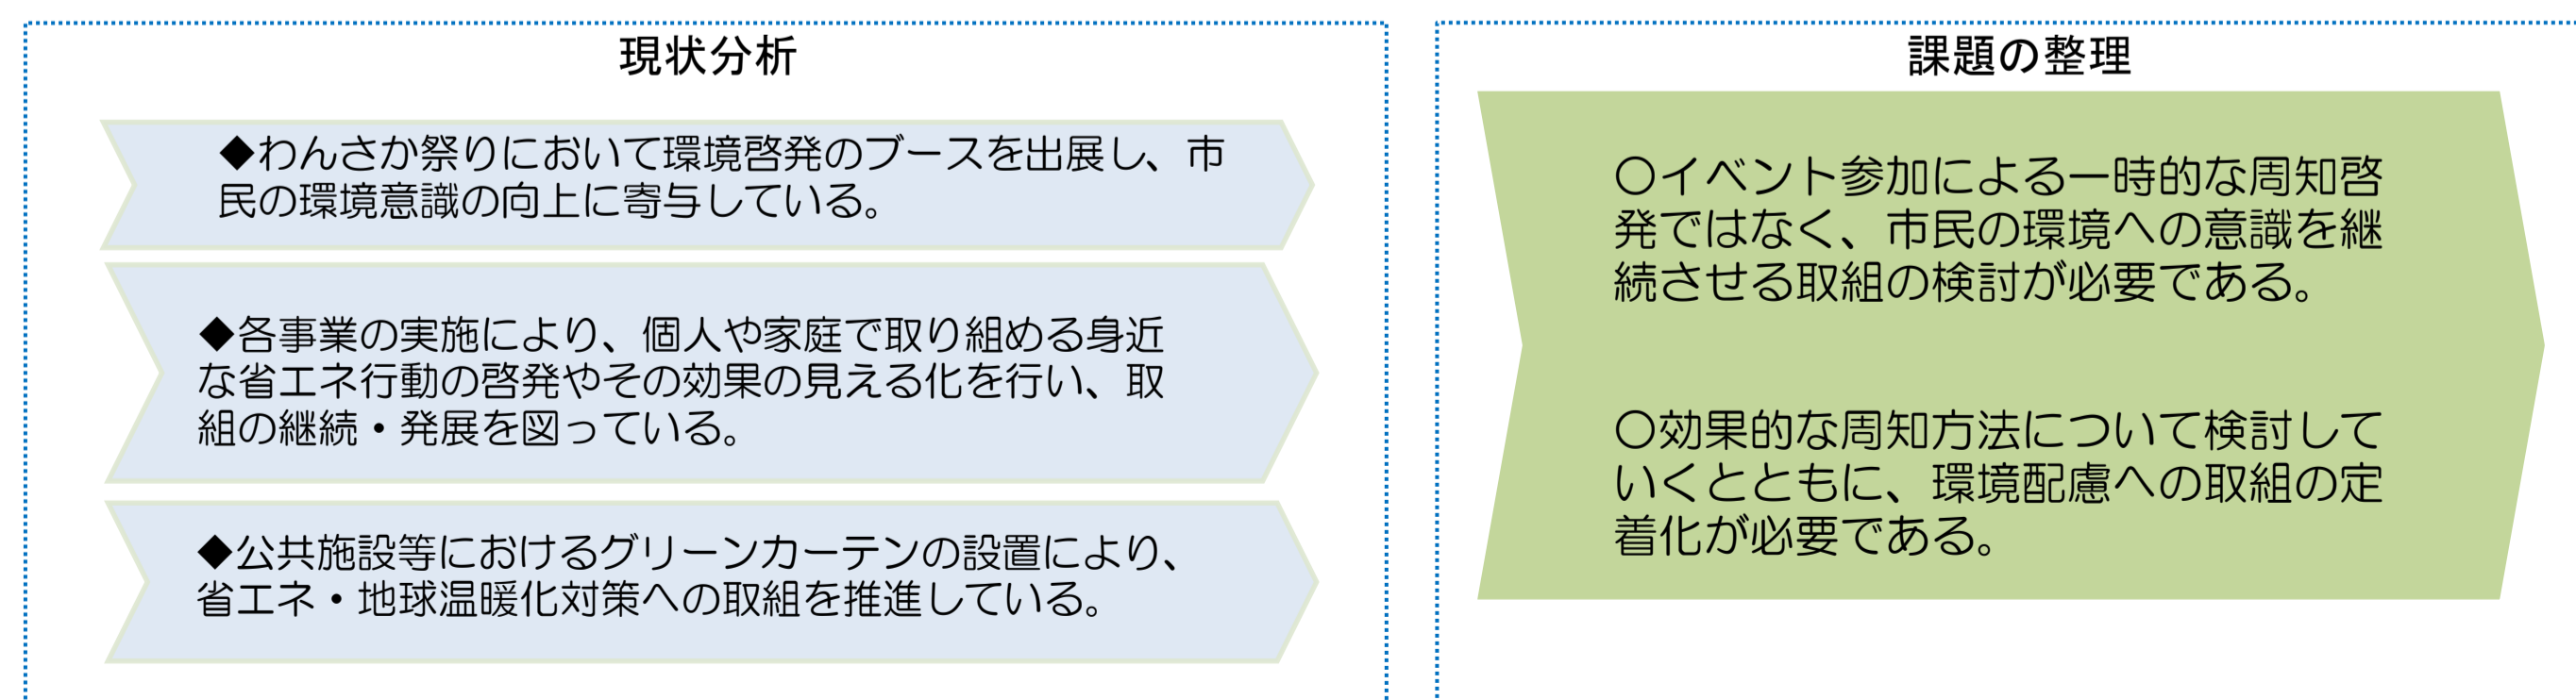 現状分析
◆わんさか祭りにおいて環境啓発のブースを出展し、市
民の環境意識の向上に寄与している。
◆各事業の実施により、個人や家庭で取り組める身近
な省エネ行動の啓発やその効果の見える化を行い、取
組の継続・発展を図っている。
◆公共施設等におけるグリーンカーテンの設置により、
省エネ・地球温暖化対策への取組を推進している。
課題の整理
〇イベント参加による一時的な周知啓
発ではなく、市民の環境への意識を継
続させる取組の検討が必要である。
〇効果的な周知方法について検討して
いくとともに、環境配慮への取組の定
着化が必要である。